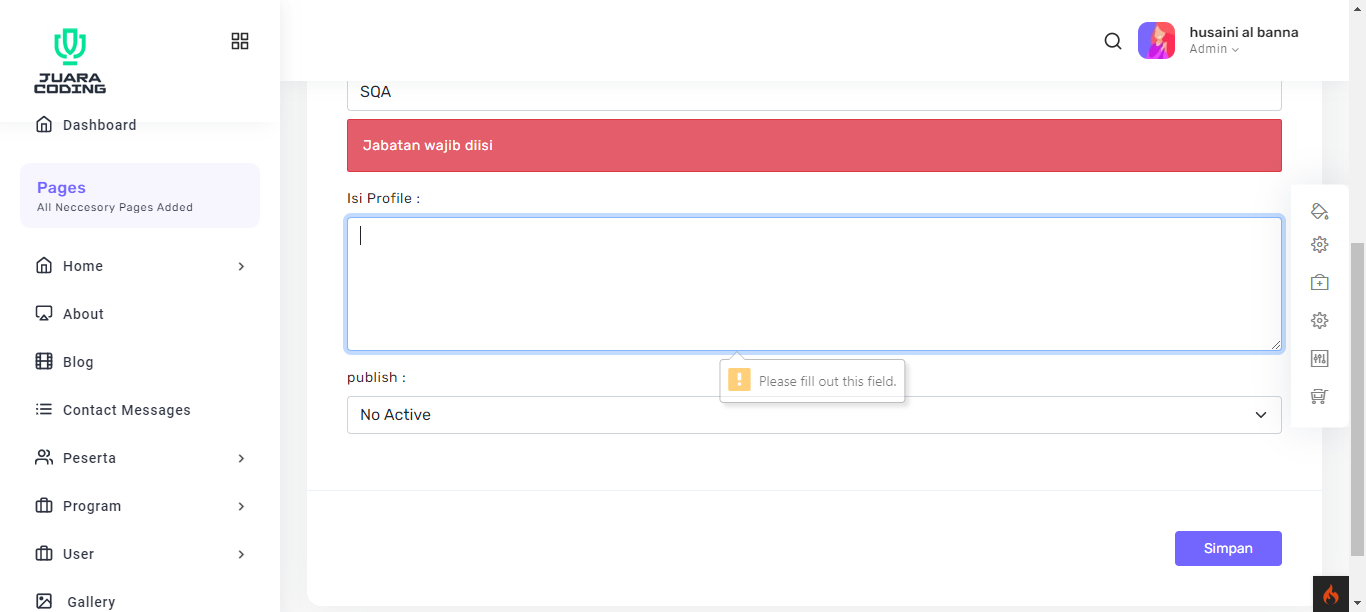 JUARA
CODING
husaini al banna
Admin
Dashboard
Pages
All Neccesory Pages Added
Home
About
Blog
Contact Messages
Peserta
Program
User
Gallery
SQA
Jabatan wajib diisi
Isi Profile :
Please fill out this field.
publish :
No Active
Simpan